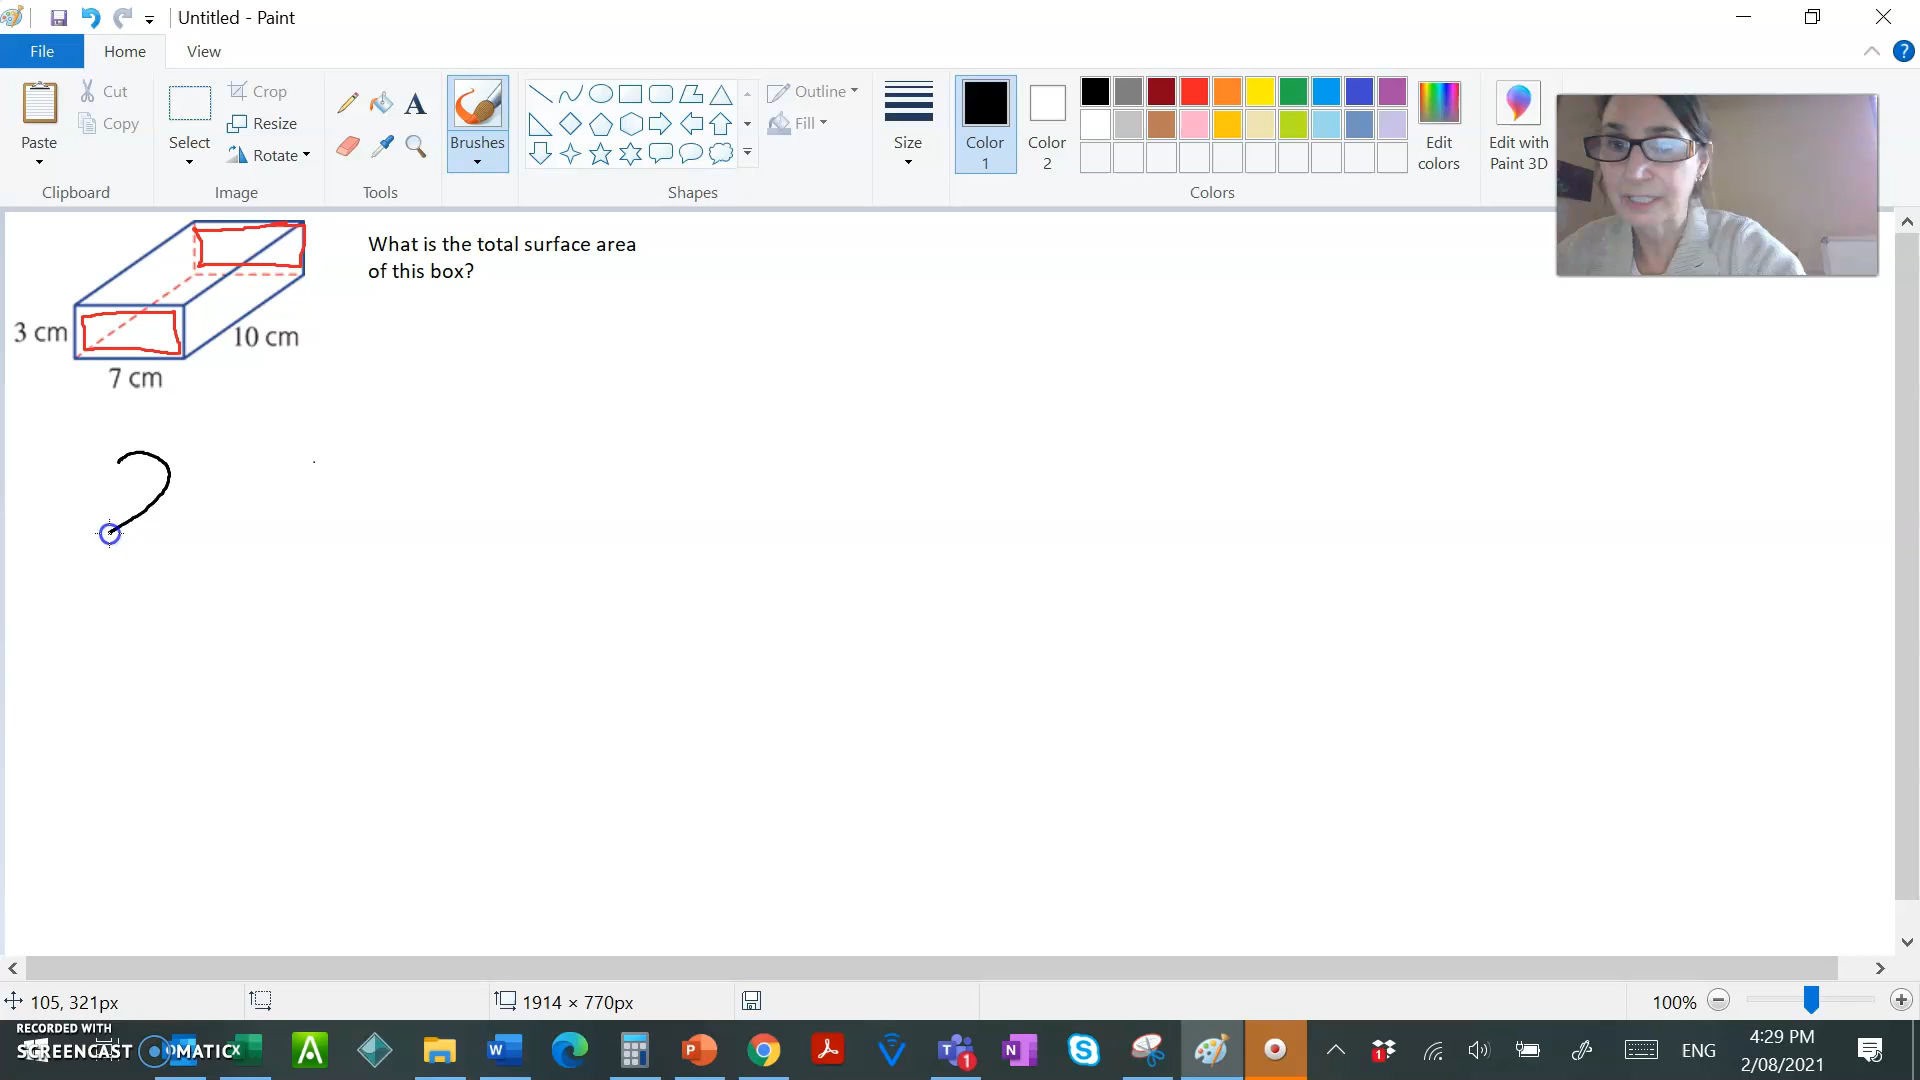 Untitled - Paint
File
Home
View
Paste
Cut
Copy
Clipboard
Select
Crop
Resize
Rotate
Image
Tools
Brushes
Shapes
Outline
Fill
Size
Color 1
Color 2
Colors
Edit colors
Edit with Paint 3D
What is the total surface area
of this box?
3 cm
10 cm
7 cm
105, 321px
1914 × 770px
100%
RECORDED WITH
SCREENCAST OMATIC
ENG
4:29 PM
2/08/2021